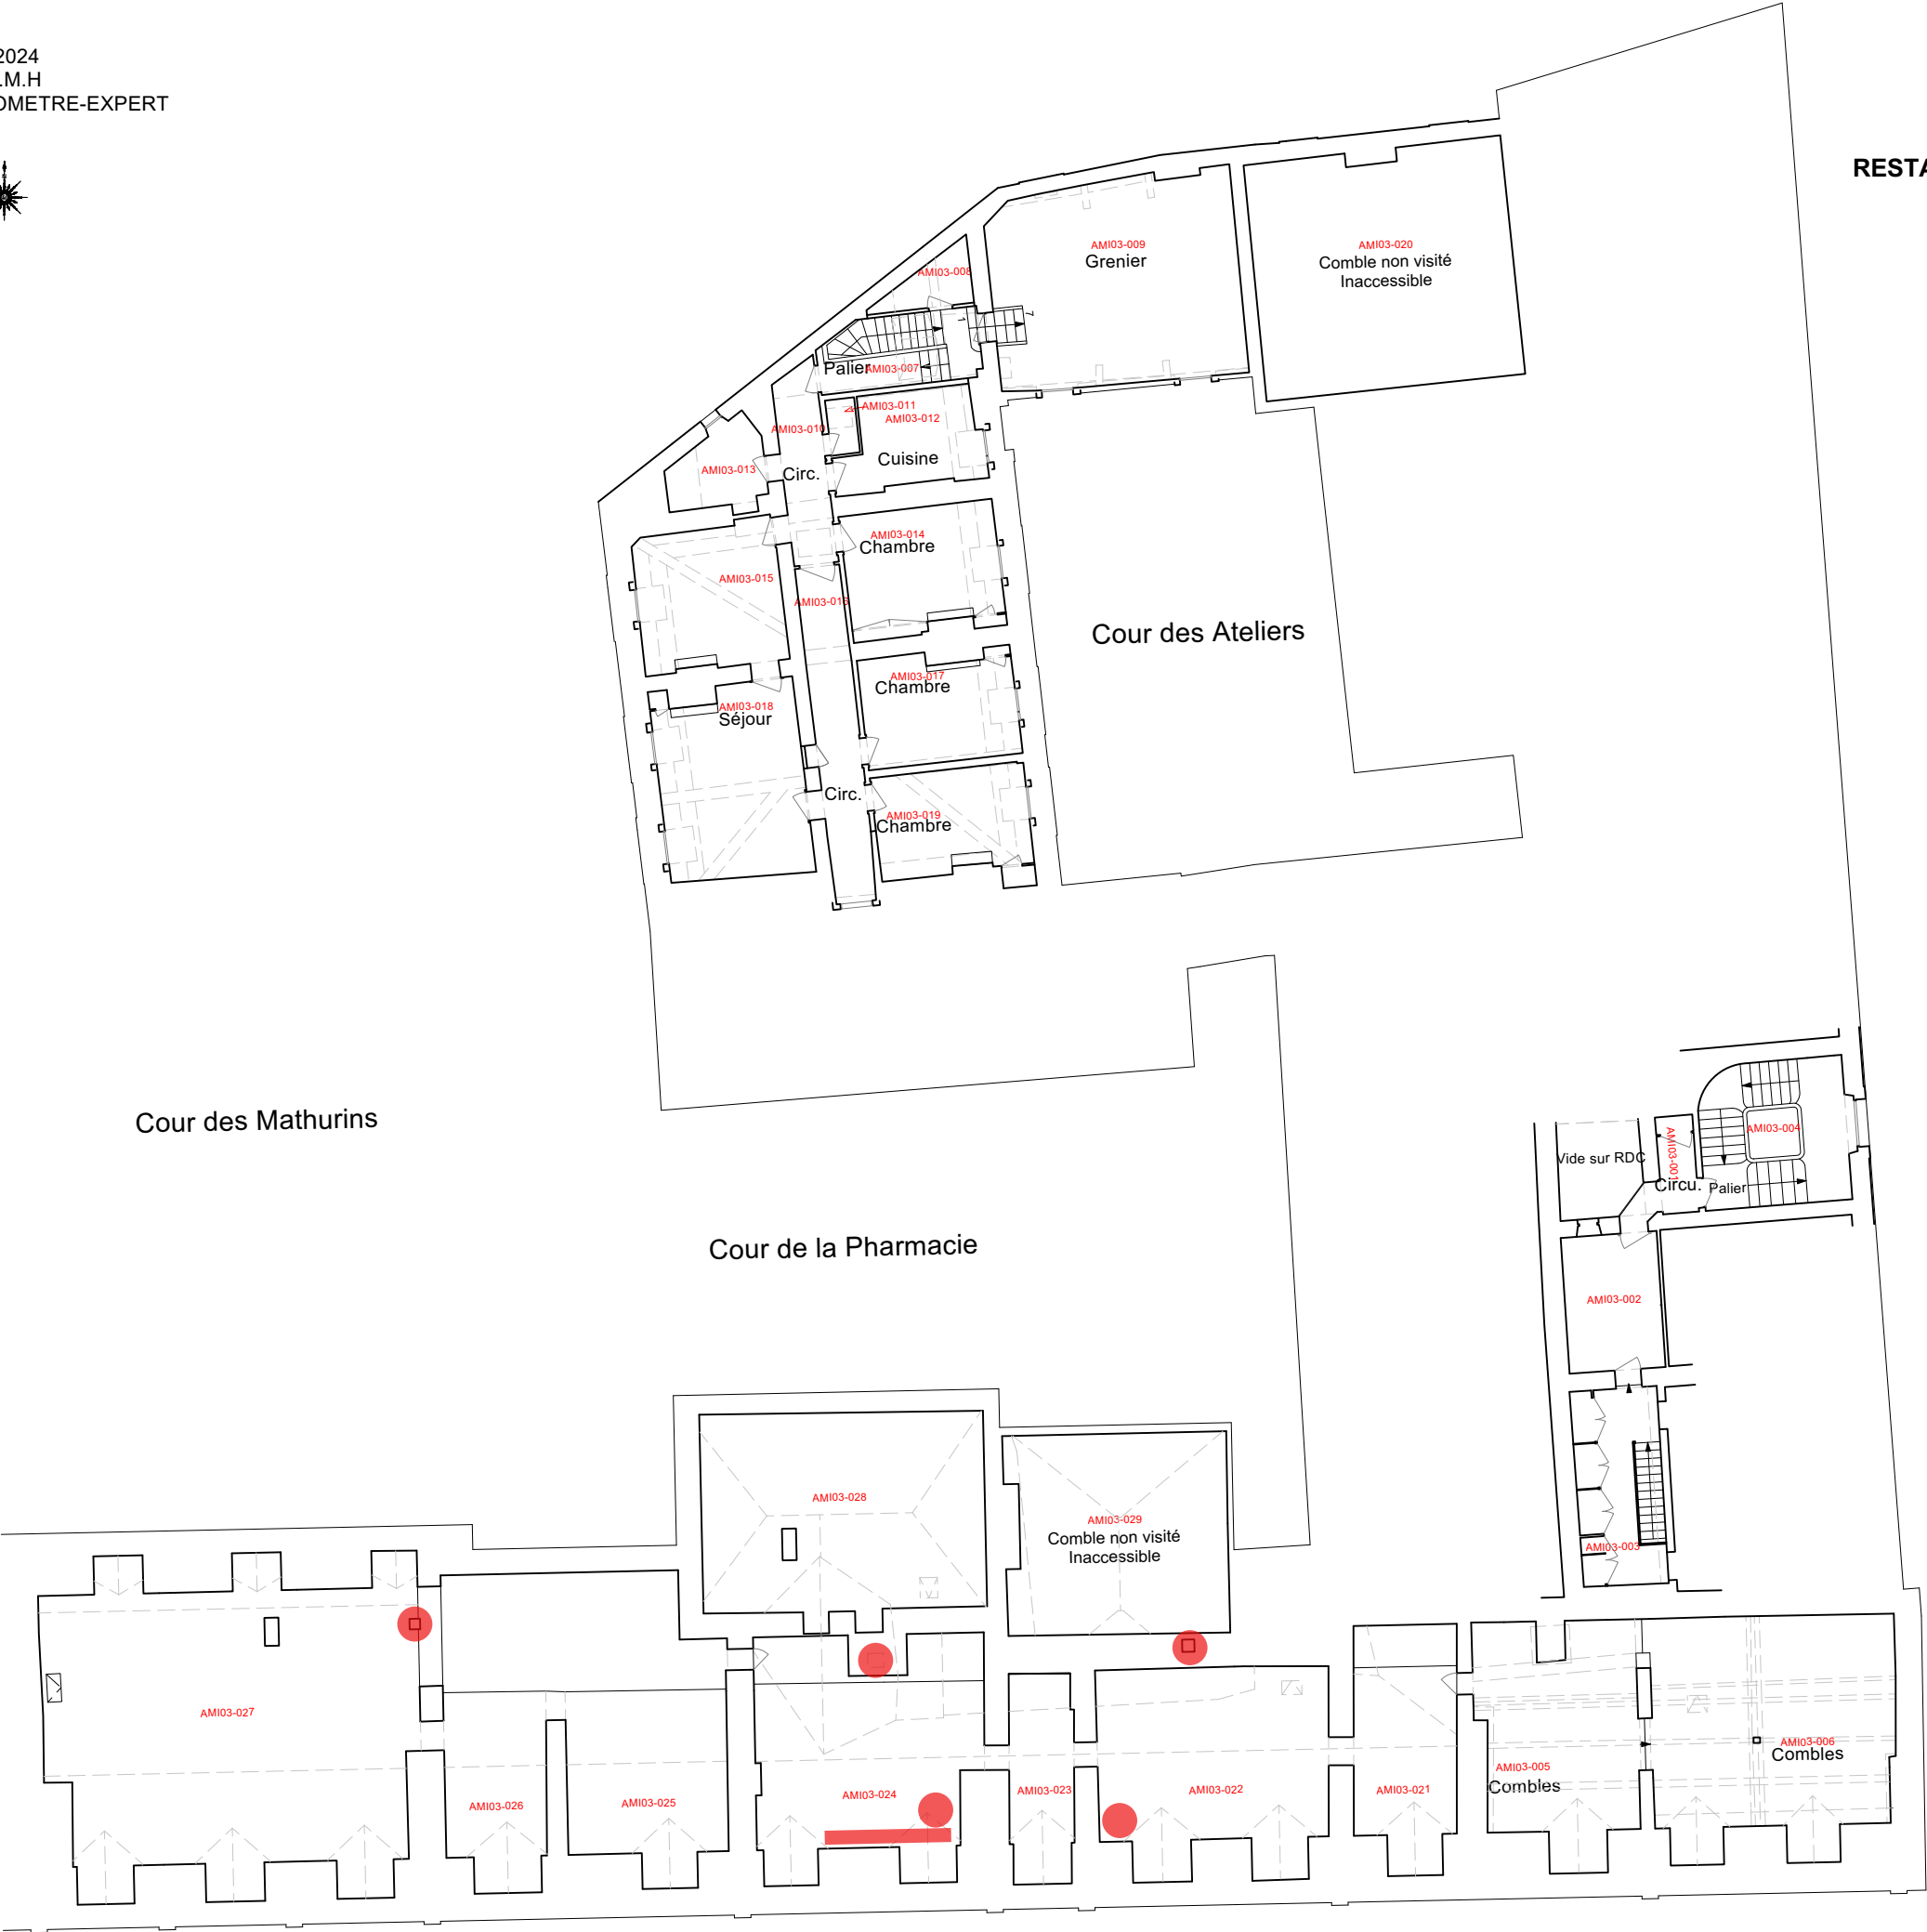 2024
.M.H
OMETRE-EXPERT
RESTA
AMI03-009
Grenier
AMI03-020
Comble non visité
Inaccessible
AMI03-008
1
7
Palier
AMI03-007
AMI03-011
AMI03-012
AMI03-010
Cuisine
AMI03-013
Circ.
AMI03-014
Chambre
AMI03-015
AMI03-016
Cour des Ateliers
AMI03-017
Chambre
AMI03-018
Séjour
Circ.
AMI03-019
Chambre
Cour des Mathurins
AMI03-004
AMI03-001
Vide sur RDC
Circu.
Palier
Cour de la Pharmacie
AMI03-002
AMI03-028
AMI03-029
Comble non visité
Inaccessible
AMI03-003
AMI03-027
AMI03-006
Combles
AMI03-005
Combles
AMI03-026
AMI03-025
AMI03-024
AMI03-023
AMI03-022
AMI03-021